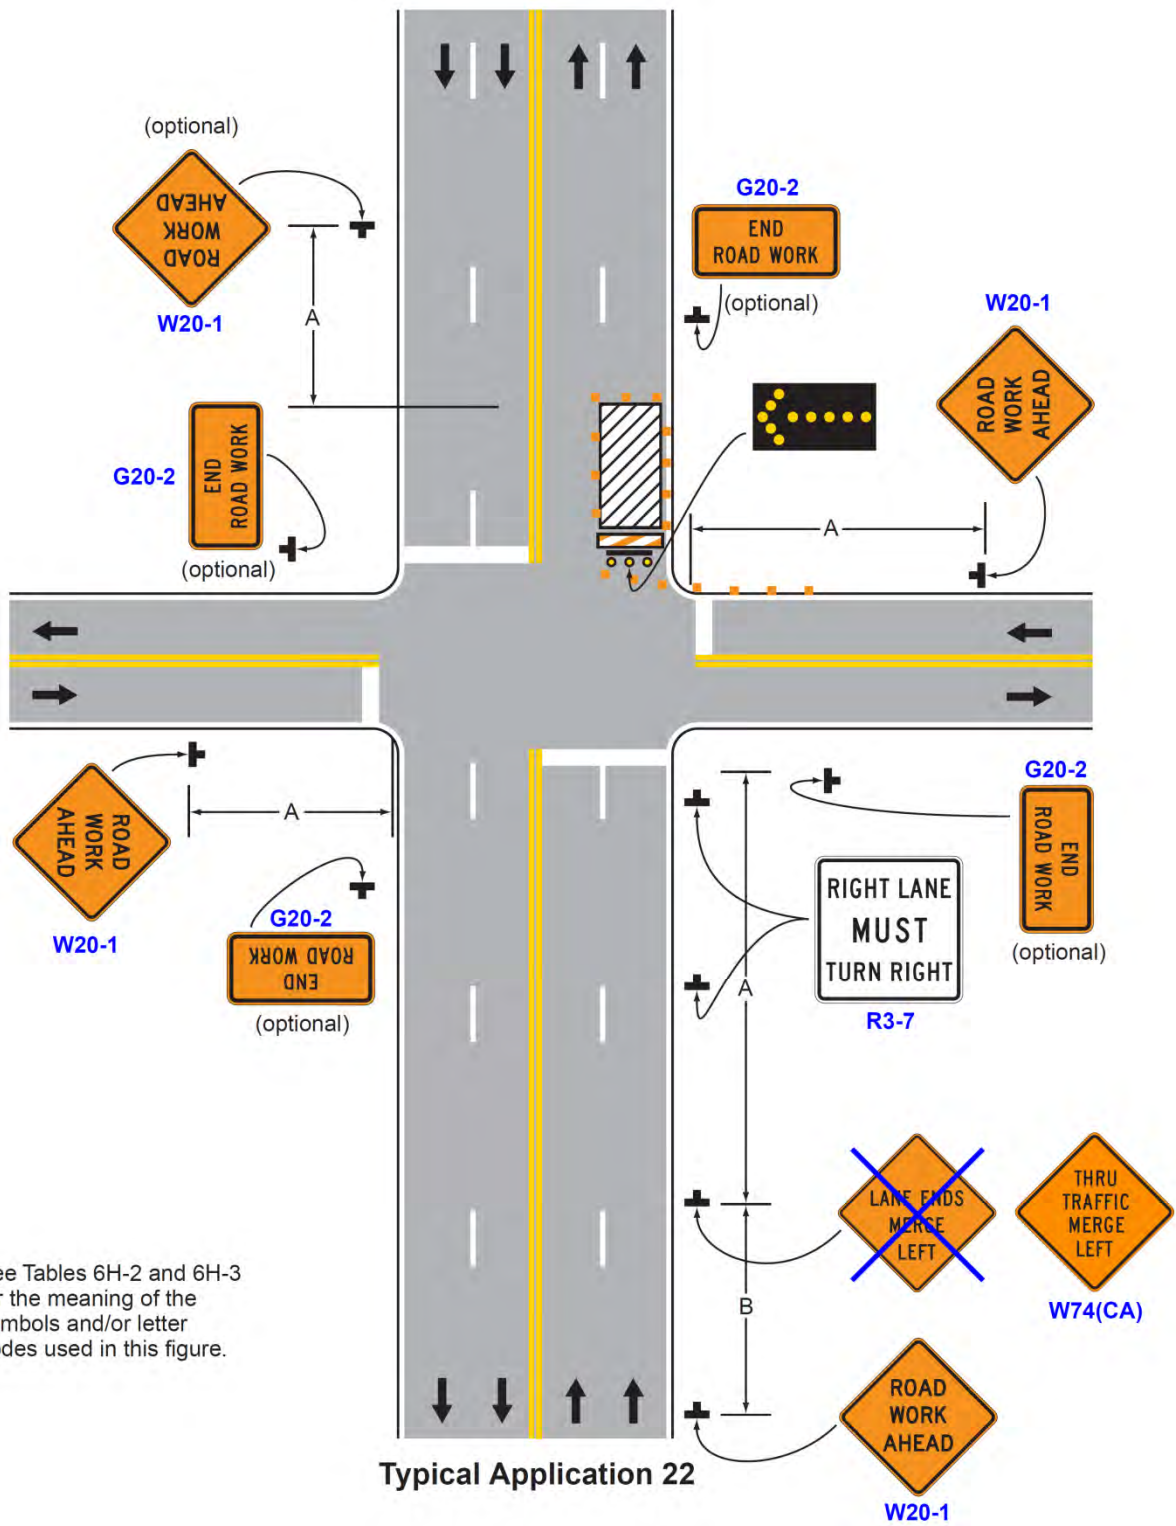 (optional)
ROAD
WORK
AHEAD
W20-1
A
G20-2
END
ROAD WORK
(optional)
W20-1
ROAD
WORK
AHEAD
G20-2
END
ROAD WORK
(optional)
A
ROAD
WORK
AHEAD
W20-1
A
G20-2
END
ROAD WORK
(optional)
G20-2
END
ROAD WORK
(optional)
RIGHT LANE
MUST
TURN RIGHT
R3-7
A
LANE ENDS
MERGE
LEFT
THRU
TRAFFIC
MERGE
LEFT
W74(CA)
B
ee Tables 6H-2 and 6H-3
r the meaning of the
mbols and/or letter
des used in this figure.
ROAD
WORK
AHEAD
W20-1
Typical Application 22